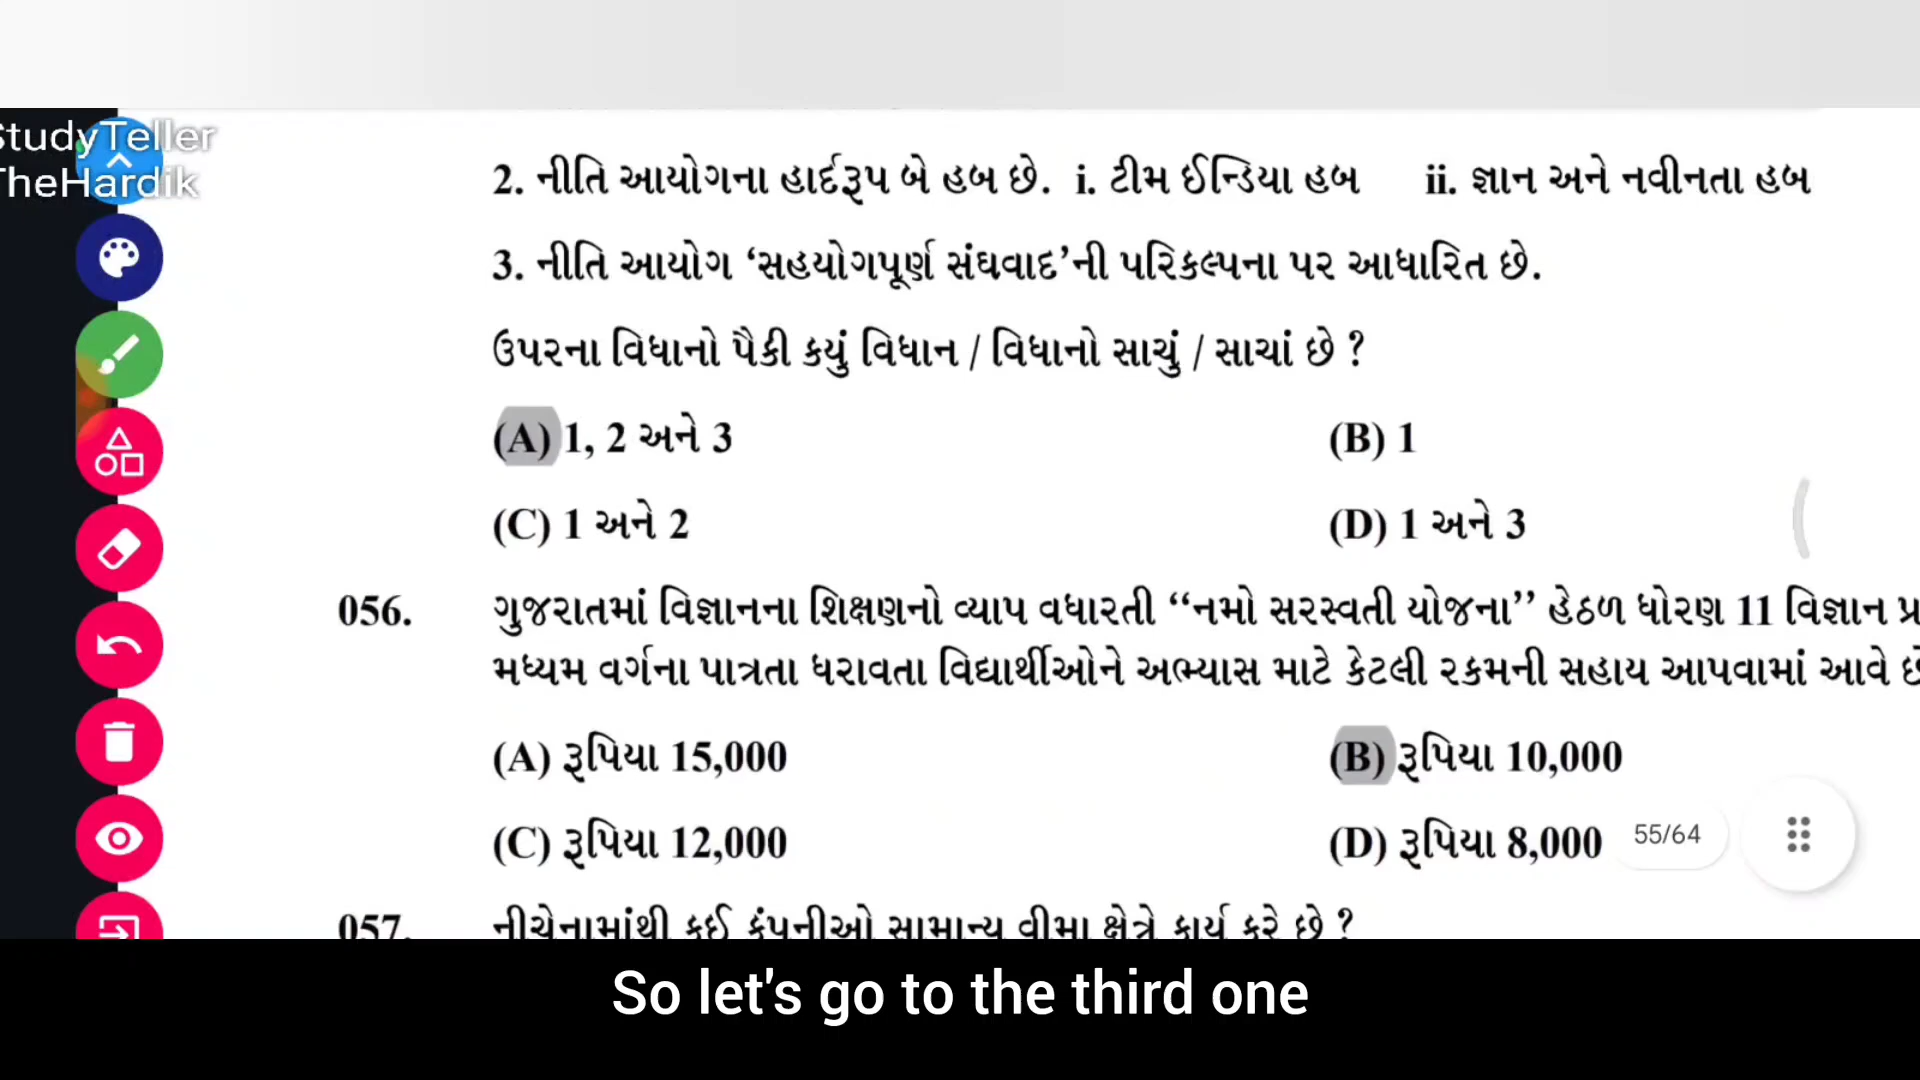 StudyTeller
TheHardik
2. નીતિ આયોગના હાર્દરૂપ બે હબ છે. i. ટીમ ઈન્ડિયા હબ ii. જ્ઞાન અને નવીનતા હબ
3. નીતિ આયોગ ‘સહયોગપૂર્ણ સંઘવાદ’ની પરિકલ્પના પર આધારિત છે.
ઉપરના વિધાનો પૈકી કયું વિધાન / વિધાનો સાચું / સાચાં છે ?
(A) 1, 2 અને 3 (B) 1
(C) 1 અને 2 (D) 1 અને 3
056. ગુજરાતમાં વિજ્ઞાનના શિક્ષણનો વ્યાપ વધારતી “નમો સરસ્વતી યોજના” હેઠળ ધોરણ 11 વિજ્ઞાન પ્ર
મધ્યમ વર્ગના પાત્રતા ધરાવતા વિદ્યાર્થીઓને અભ્યાસ માટે કેટલી રકમની સહાય આપવામાં આવે છે
(A) રૂપિયા 15,000 (B) રૂપિયા 10,000
(C) રૂપિયા 12,000 (D) રૂપિયા 8,000
55/64
057. નીચેનામાંથી કઈ કંપનીઓ સામાન્ય વીમા ક્ષેત્રે કાર્ય કરે છે ?
So let's go to the third one